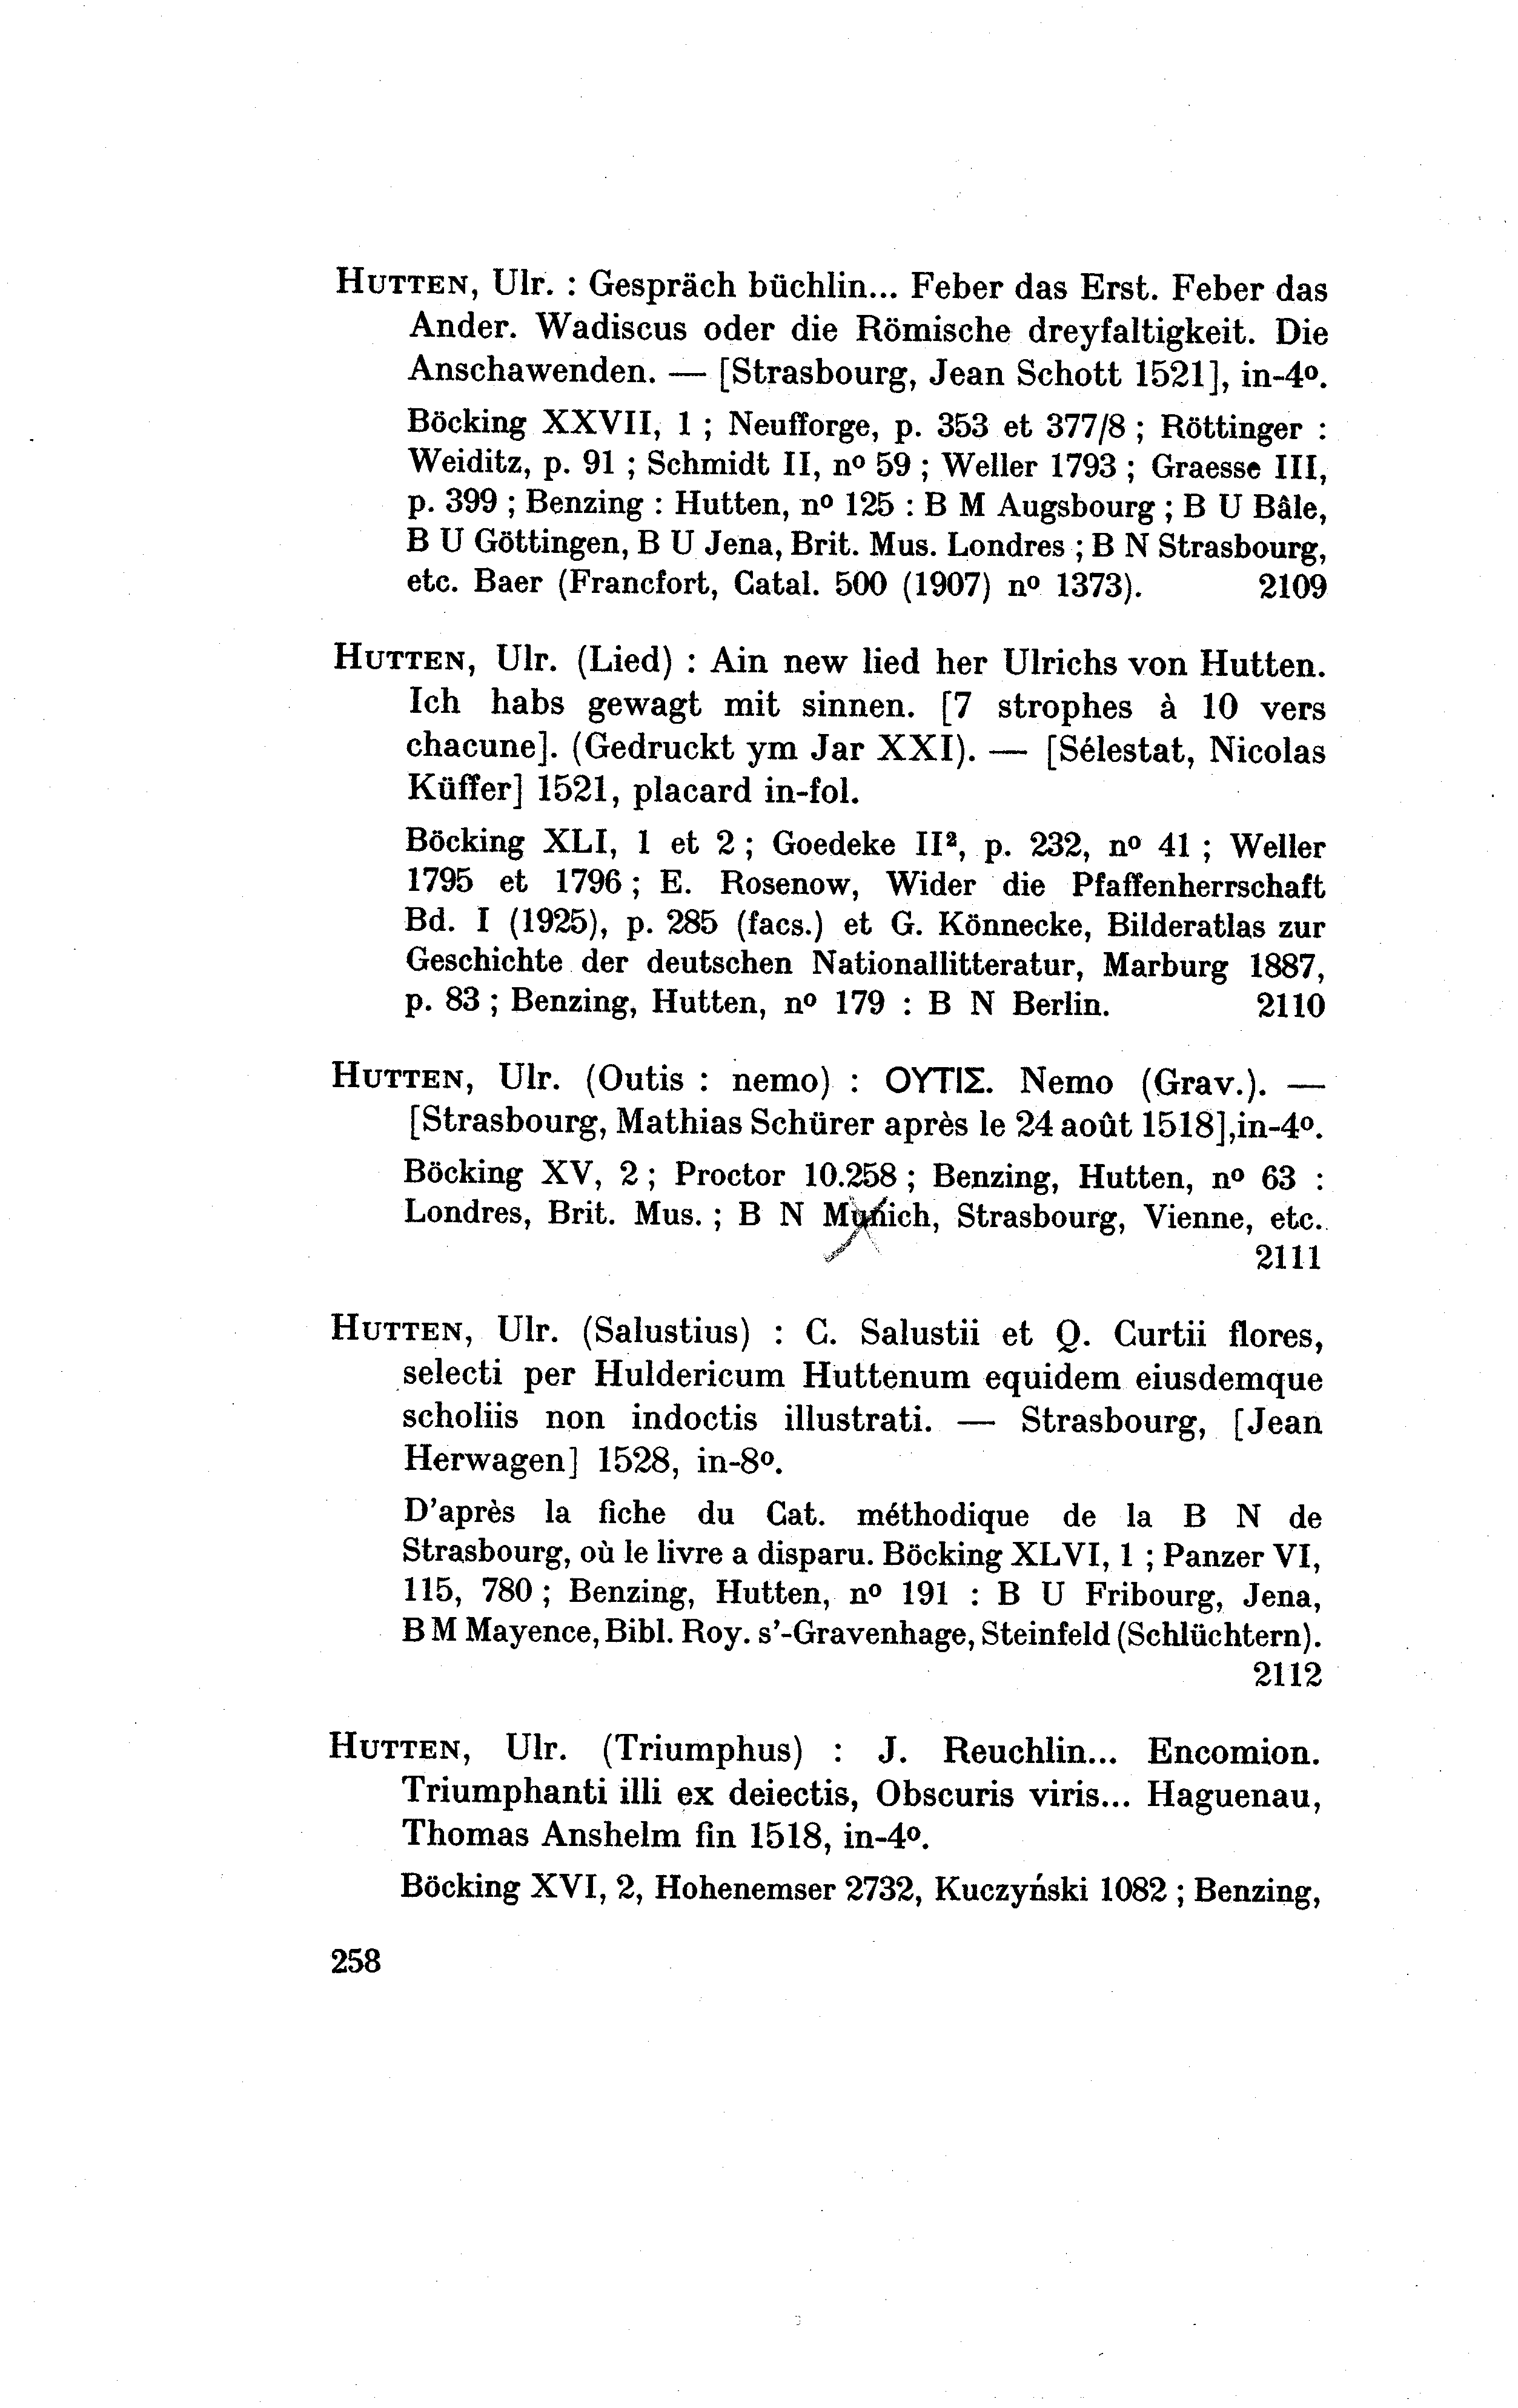 HUTTEN, Ulr. : Gespräch büchlin... Feber das Erst. Feber das
Ander. Wadiscus oder die Römische dreyfaltigkeit. Die
Anschawenden. — [Strasbourg, Jean Schott 1521], in-4º.
Böcking XXVII, 1 ; Neufforge, p. 353 et 377/8 ; Röttinger :
Weiditz, p. 91 ; Schmidt II, nº 59 ; Weller 1793 ; Graesse III,
p. 399 ; Benzing : Hutten, nº 125 : B M Augsbourg ; B U Bâle,
B U Göttingen, B U Jena, Brit. Mus. Londres ; B N Strasbourg,
etc. Baer (Francfort, Catal. 500 (1907) nº 1373). 2109
HUTTEN, Ulr. (Lied) : Ain new lied her Ulrichs von Hutten.
Ich habs gewagt mit sinnen. [7 strophes à 10 vers
chacune]. (Gedruckt ym Jar XXI). — [Sélestat, Nicolas
Küffer] 1521, placard in-fol.
Böcking XLI, 1 et 2 ; Goedeke II², p. 232, nº 41 ; Weller
1795 et 1796 ; E. Rosenow, Wider die Pfaffenherrschaft
Bd. I (1925), p. 285 (facs.) et G. Könnecke, Bilderatlas zur
Geschichte der deutschen Nationallitteratur, Marburg 1887,
p. 83 ; Benzing, Hutten, nº 179 : B N Berlin. 2110
HUTTEN, Ulr. (Outis : nemo) : ΟΥΤΙΣ. Nemo (Grav.). —
[Strasbourg, Mathias Schürer après le 24 août 1518],in-4º.
Böcking XV, 2 ; Proctor 10.258 ; Benzing, Hutten, nº 63 :
Londres, Brit. Mus. ; B N Munich, Strasbourg, Vienne, etc.
2111
HUTTEN, Ulr. (Salustius) : C. Salustii et Q. Curtii flores,
selecti per Huldericum Huttenum equidem eiusdemque
scholiis non indoctis illustrati. — Strasbourg, [Jean
Herwagen] 1528, in-8º.
D'après la fiche du Cat. méthodique de la B N de
Strasbourg, où le livre a disparu. Böcking XLVI, 1 ; Panzer VI,
115, 780 ; Benzing, Hutten, nº 191 : B U Fribourg, Jena,
B M Mayence, Bibl. Roy. s'-Gravenhage, Steinfeld (Schlüchtern).
2112
HUTTEN, Ulr. (Triumphus) : J. Reuchlin... Encomion.
Triumphanti illi ex deiectis, Obscuris viris... Haguenau,
Thomas Anshelm fin 1518, in-4º.
Böcking XVI, 2, Hohenemser 2732, Kuczyński 1082 ; Benzing,
258